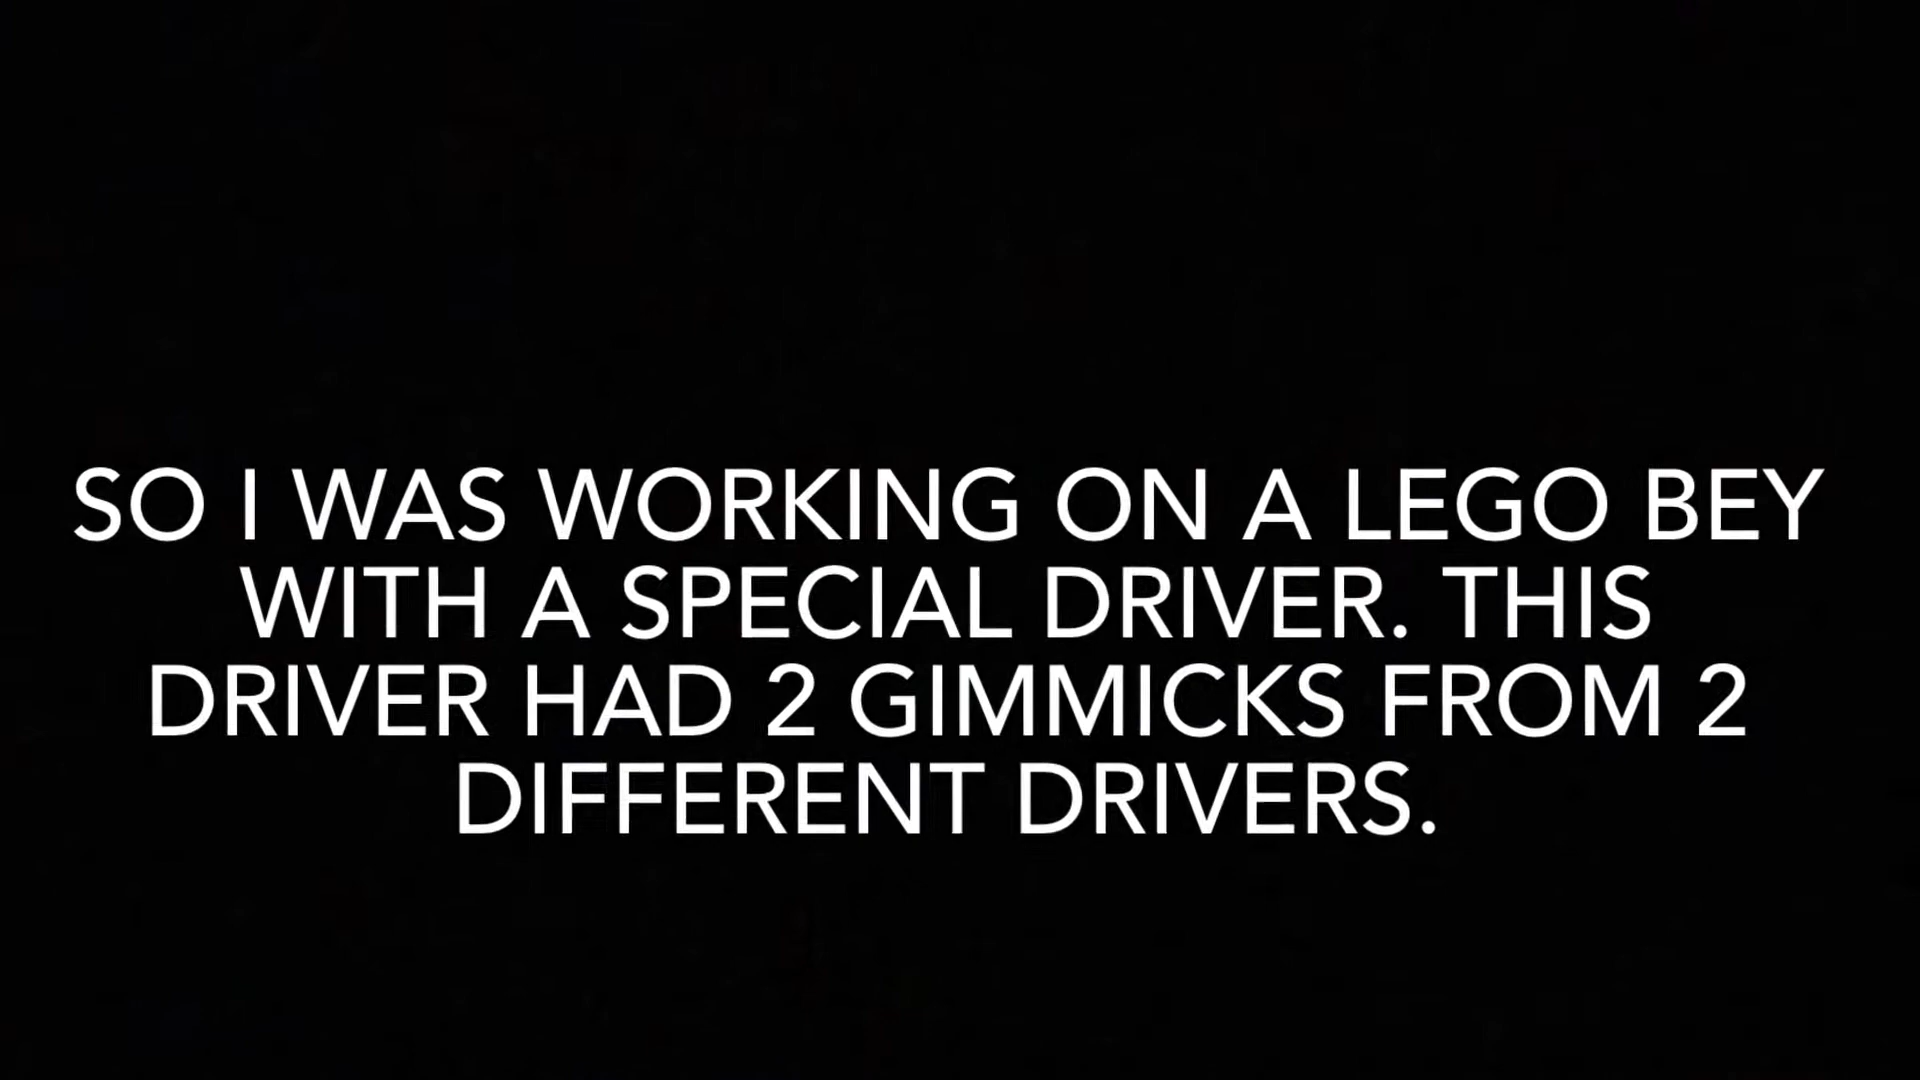 SO I WAS WORKING ON A LEGO BEY
WITH A SPECIAL DRIVER. THIS
DRIVER HAD 2 GIMMICKS FROM 2
DIFFERENT DRIVERS.